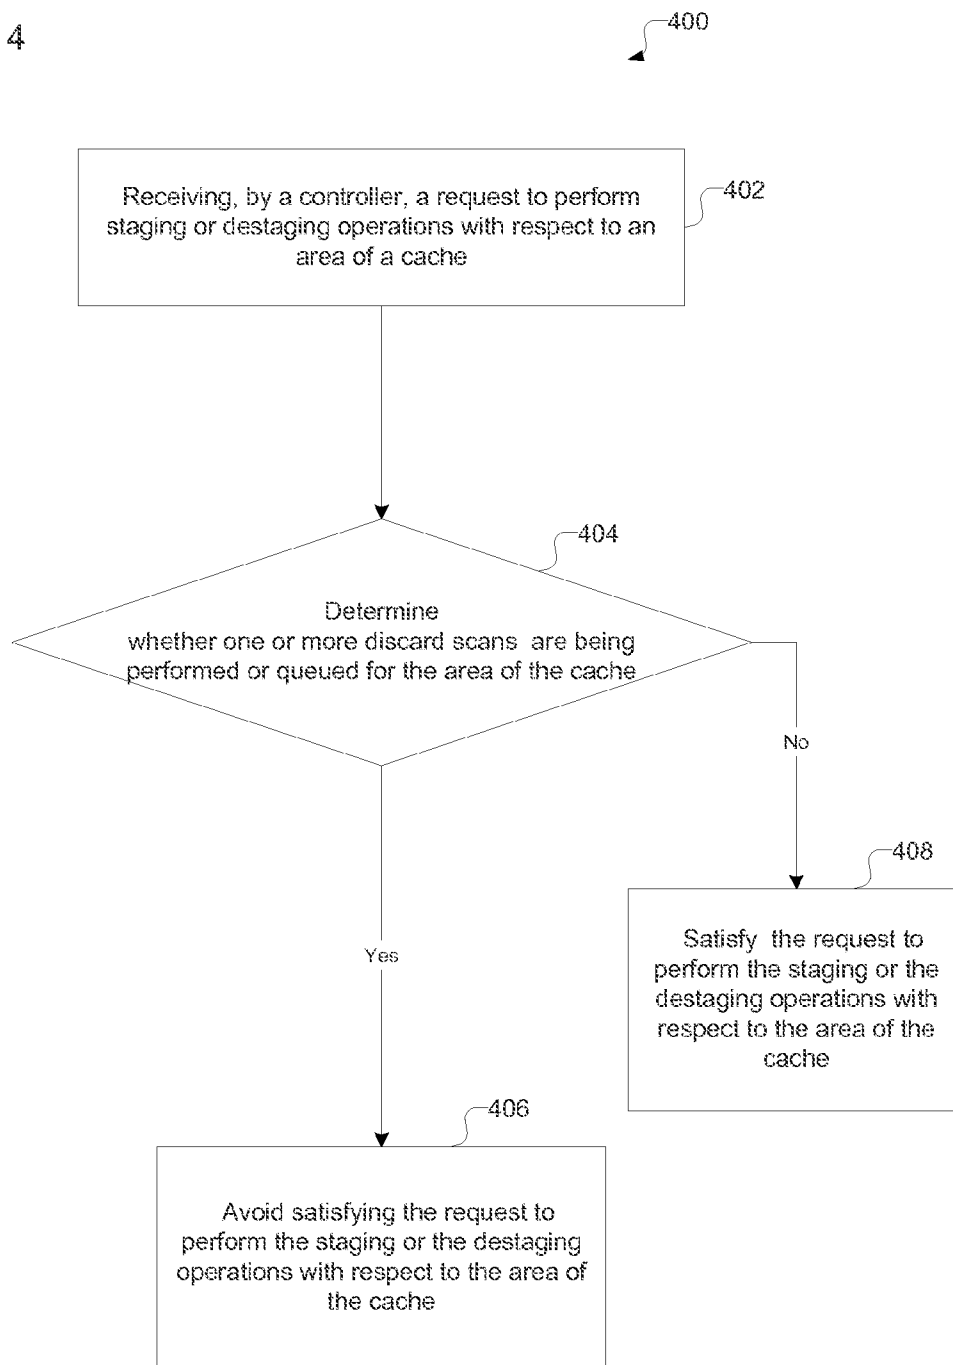 4
400
Receiving, by a controller, a request to perform
staging or destaging operations with respect to an
area of a cache
402
404
Determine
whether one or more discard scans are being
performed or queued for the area of the cache
No
408
Satisfy the request to
perform the staging or the
destaging operations with
respect to the area of the
cache
Yes
406
Avoid satisfying the request to
perform the staging or the destaging
operations with respect to the area of
the cache